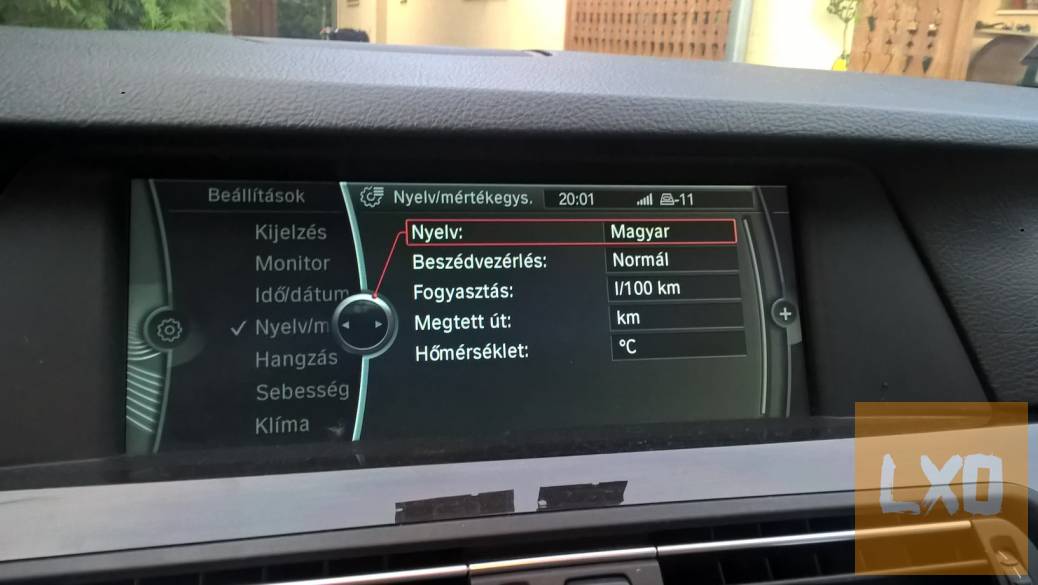 Beállítások
Kijelzés
Monitor
Idő/dátum
Nyelv/m
Hangzás
Sebesség
Klíma
Nyelv/mértékegys. 20:01 -11
Nyelv: Magyar
Beszédvezérlés: Normál
Fogyasztás: l/100 km
Megtett út: km
Hőmérséklet: °C
LXO